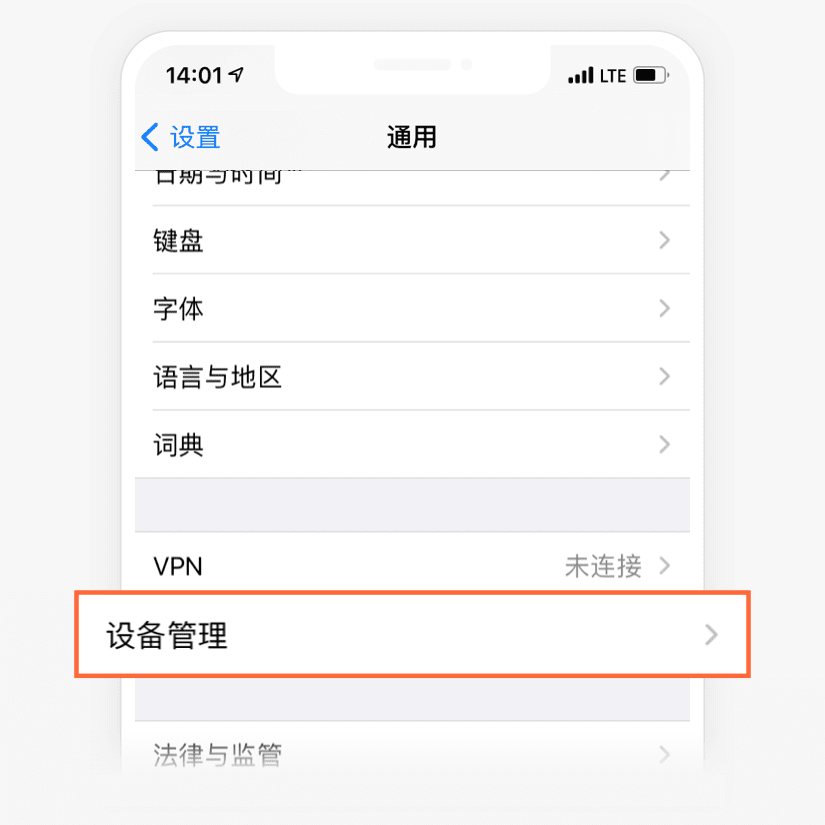 14:01 LTE
设置 通用
日期与时间
键盘
字体
语言与地区
词典
VPN 未连接
设备管理
法律与监管